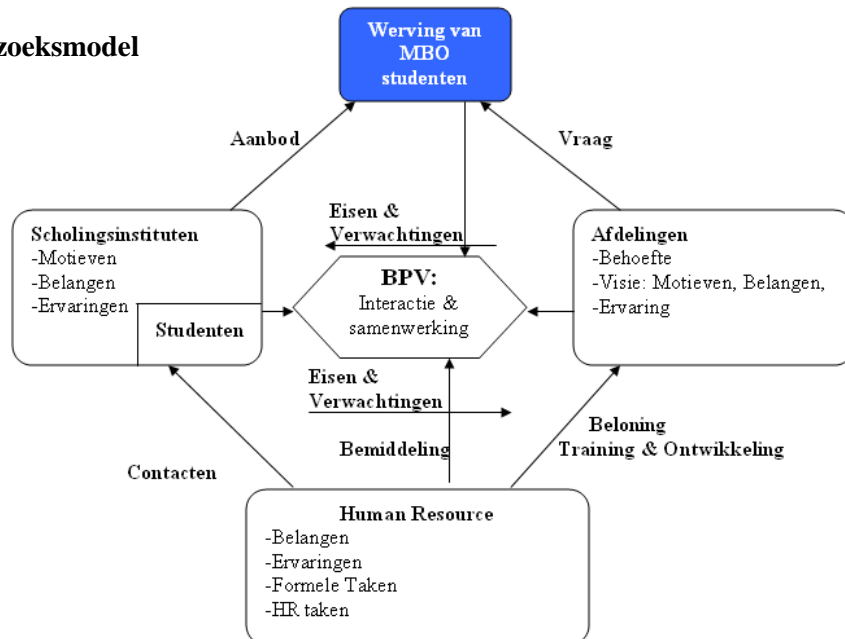 zoeksmodel
Werving van
MBO
studenten
Aanbod
Vraag
Eisen &
Verwachtingen
Scholingsinstituten
-Motieven
-Belangen
-Ervaringen
Studenten
BPV:
Interactie &
samenwerking
Afdelingen
-Behoefte
-Visie: Motieven, Belangen,
-Ervaring
Eisen &
Verwachtingen
Bemiddeling
Beloning
Training & Ontwikkeling
Contacten
Human Resource
-Belangen
-Ervaringen
-Formele Taken
-HR taken